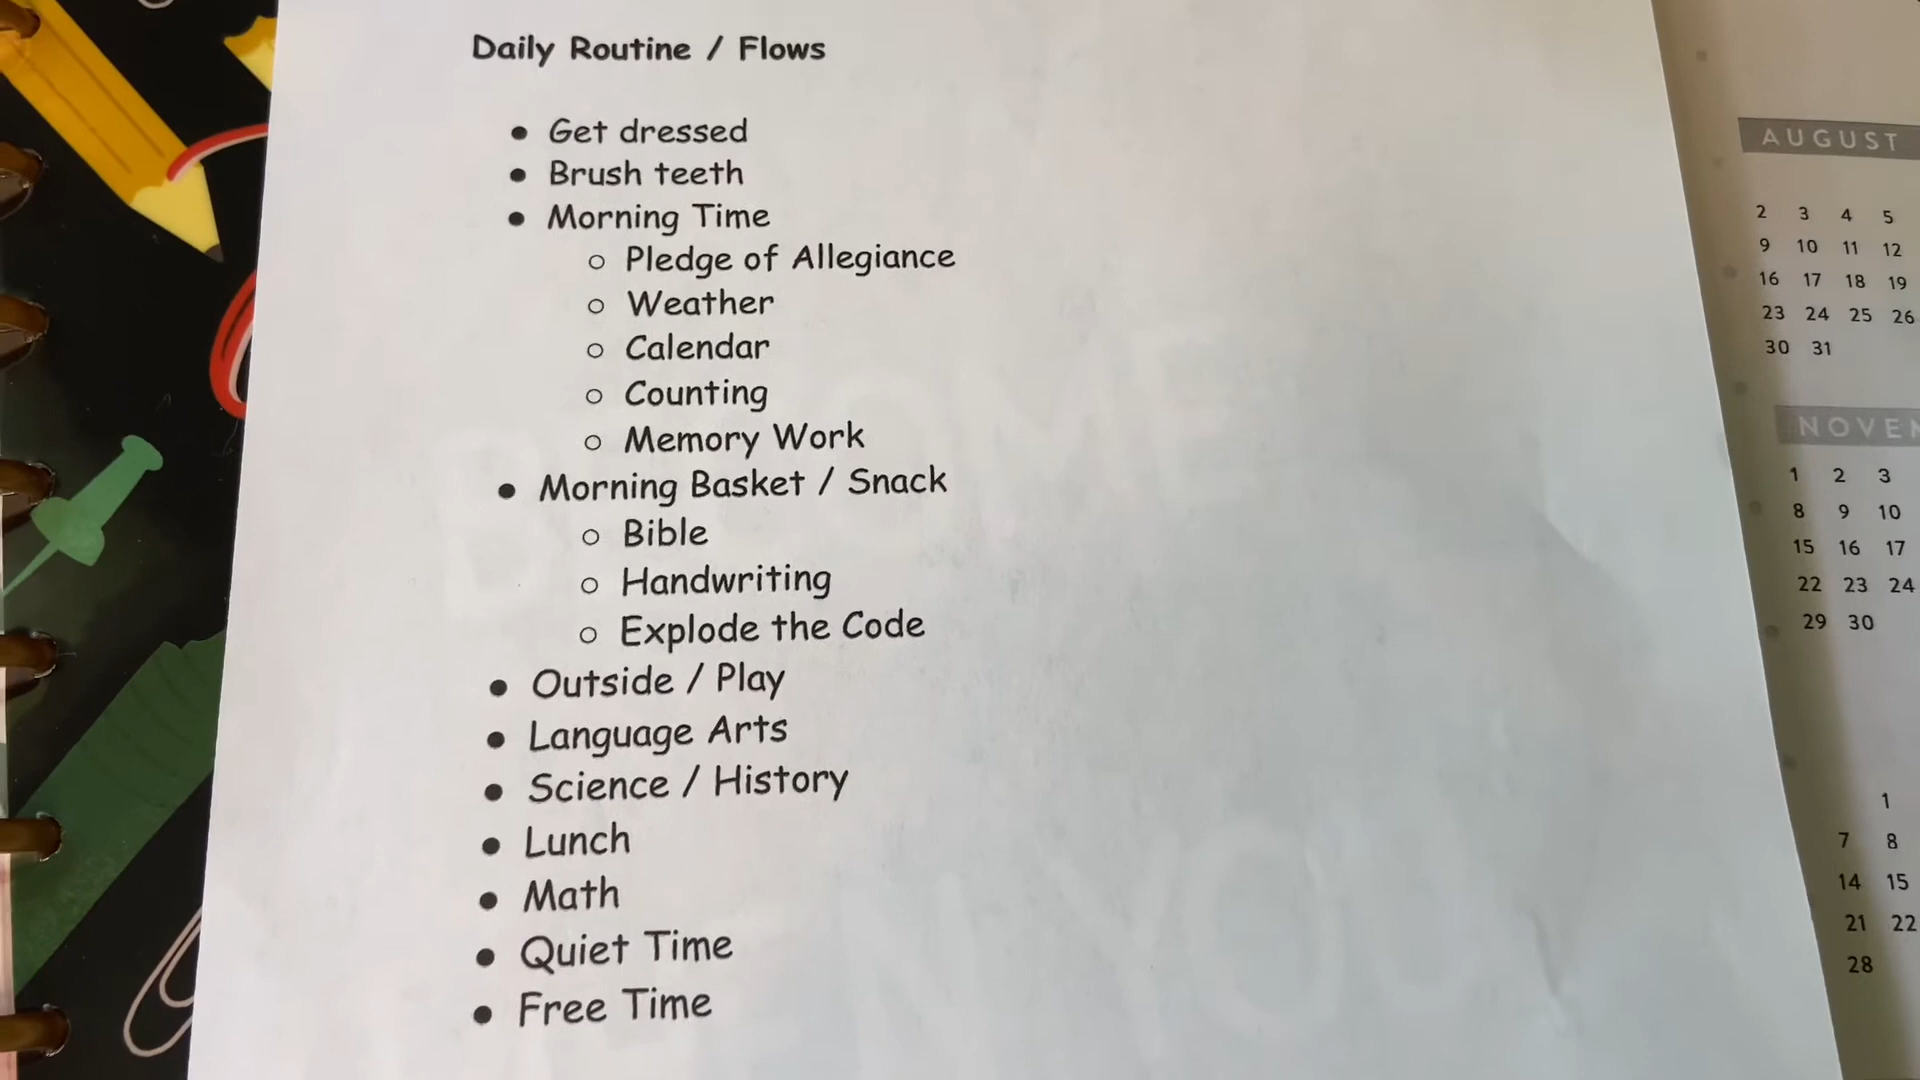 Daily Routine / Flows
• Get dressed
• Brush teeth
• Morning Time
○ Pledge of Allegiance
○ Weather
○ Calendar
○ Counting
○ Memory Work
• Morning Basket / Snack
○ Bible
○ Handwriting
○ Explode the Code
• Outside / Play
• Language Arts
• Science / History
• Lunch
• Math
• Quiet Time
• Free Time
AUGUST
2 3 4 5
9 10 11 12
16 17 18 19
23 24 25 26
30 31
NOVEM
1 2 3
8 9 10
15 16 17
22 23 24
29 30
1
7 8
14 15
21 22
28